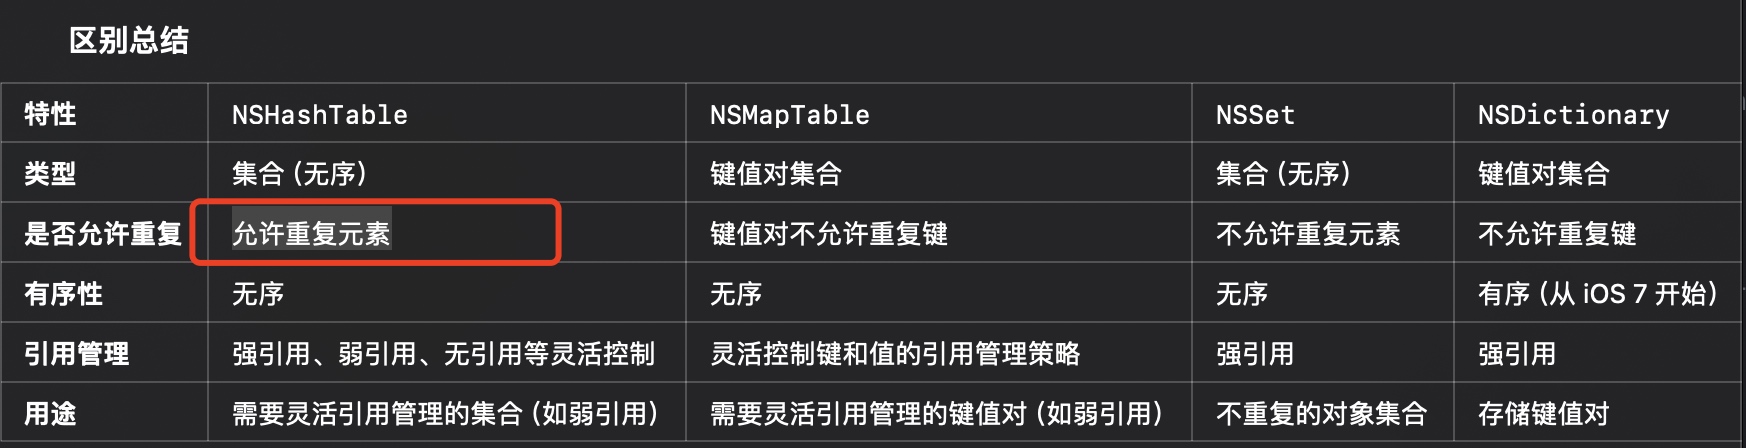 区别总结
特性 NSHashTable NSMapTable NSSet NSDictionary
类型 集合 (无序) 键值对集合 集合 (无序) 键值对集合
是否允许重复 允许重复元素 键值对不允许重复键 不允许重复元素 不允许重复键
有序性 无序 无序 无序 有序 (从 iOS 7 开始)
引用管理 强引用、弱引用、无引用等灵活控制 灵活控制键和值的引用管理策略 强引用 强引用
用途 需要灵活引用管理的集合 (如弱引用) 需要灵活引用管理的键值对 (如弱引用) 不重复的对象集合 存储键值对